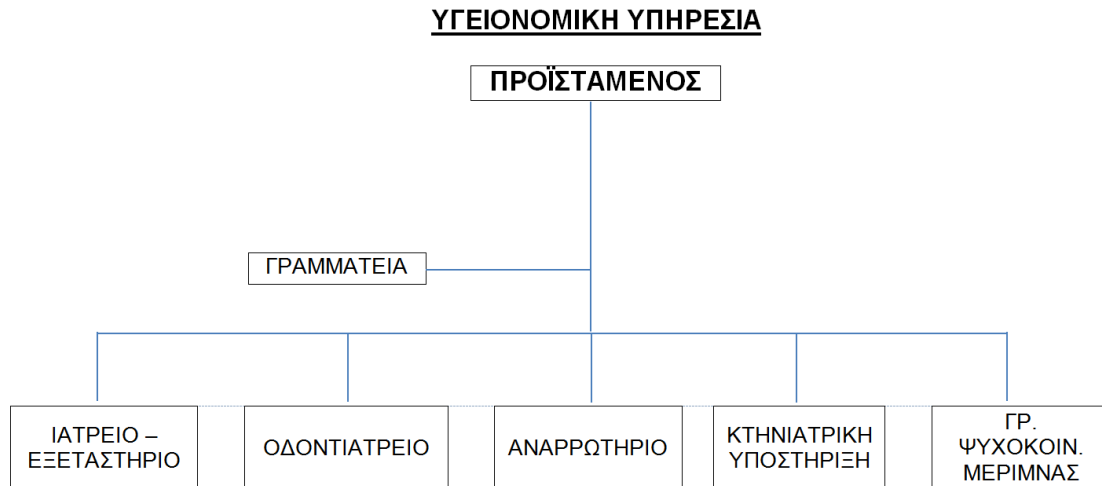 ΥΓΕΙΟΝΟΜΙΚΗ ΥΠΗΡΕΣΙΑ
ΠΡΟΪΣΤΑΜΕΝΟΣ
ΓΡΑΜΜΑΤΕΙΑ
ΙΑΤΡΕΙΟ –
ΕΞΕΤΑΣΤΗΡΙΟ
ΟΔΟΝΤΙΑΤΡΕΙΟ
ΑΝΑΡΡΩΤΗΡΙΟ
ΚΤΗΝΙΑΤΡΙΚΗ
ΥΠΟΣΤΗΡΙΞΗ
ΓΡ.
ΨΥΧΟΚΟΙΝ.
ΜΕΡΙΜΝΑΣ